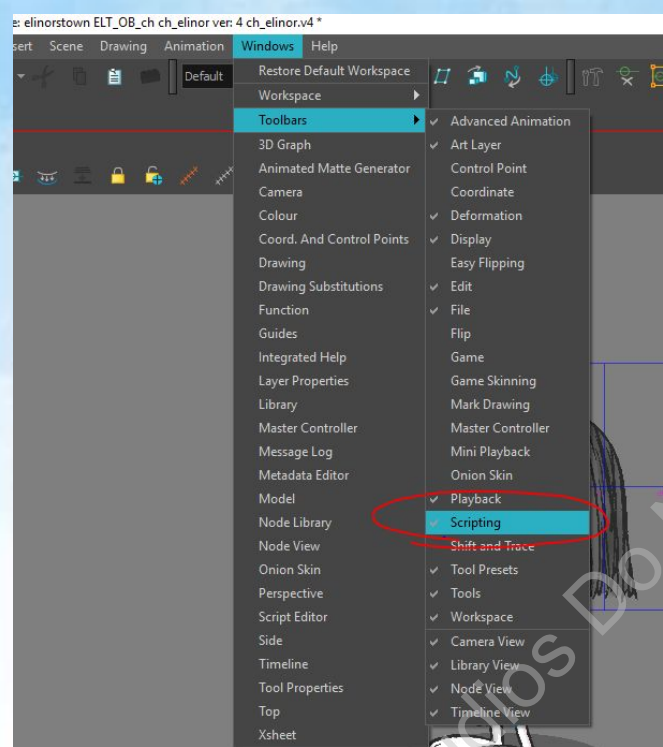 e: elinorstown ELT_OB_ch ch_elinor ver: 4 ch_elinor.v4 *
sert Scene Drawing Animation Windows Help
Default
Restore Default Workspace
Workspace
Toolbars
3D Graph
Animated Matte Generator
Camera
Colour
Coord. And Control Points
Drawing
Drawing Substitutions
Function
Guides
Integrated Help
Layer Properties
Library
Master Controller
Message Log
Metadata Editor
Model
Node Library
Node View
Onion Skin
Perspective
Script Editor
Side
Timeline
Tool Properties
Top
Xsheet
Advanced Animation
Art Layer
Control Point
Coordinate
Deformation
Display
Easy Flipping
Edit
File
Flip
Game
Game Skinning
Mark Drawing
Master Controller
Mini Playback
Onion Skin
Playback
Scripting
Shift and Trace
Tool Presets
Tools
Workspace
Camera View
Library View
Node View
Timeline View
dios Do